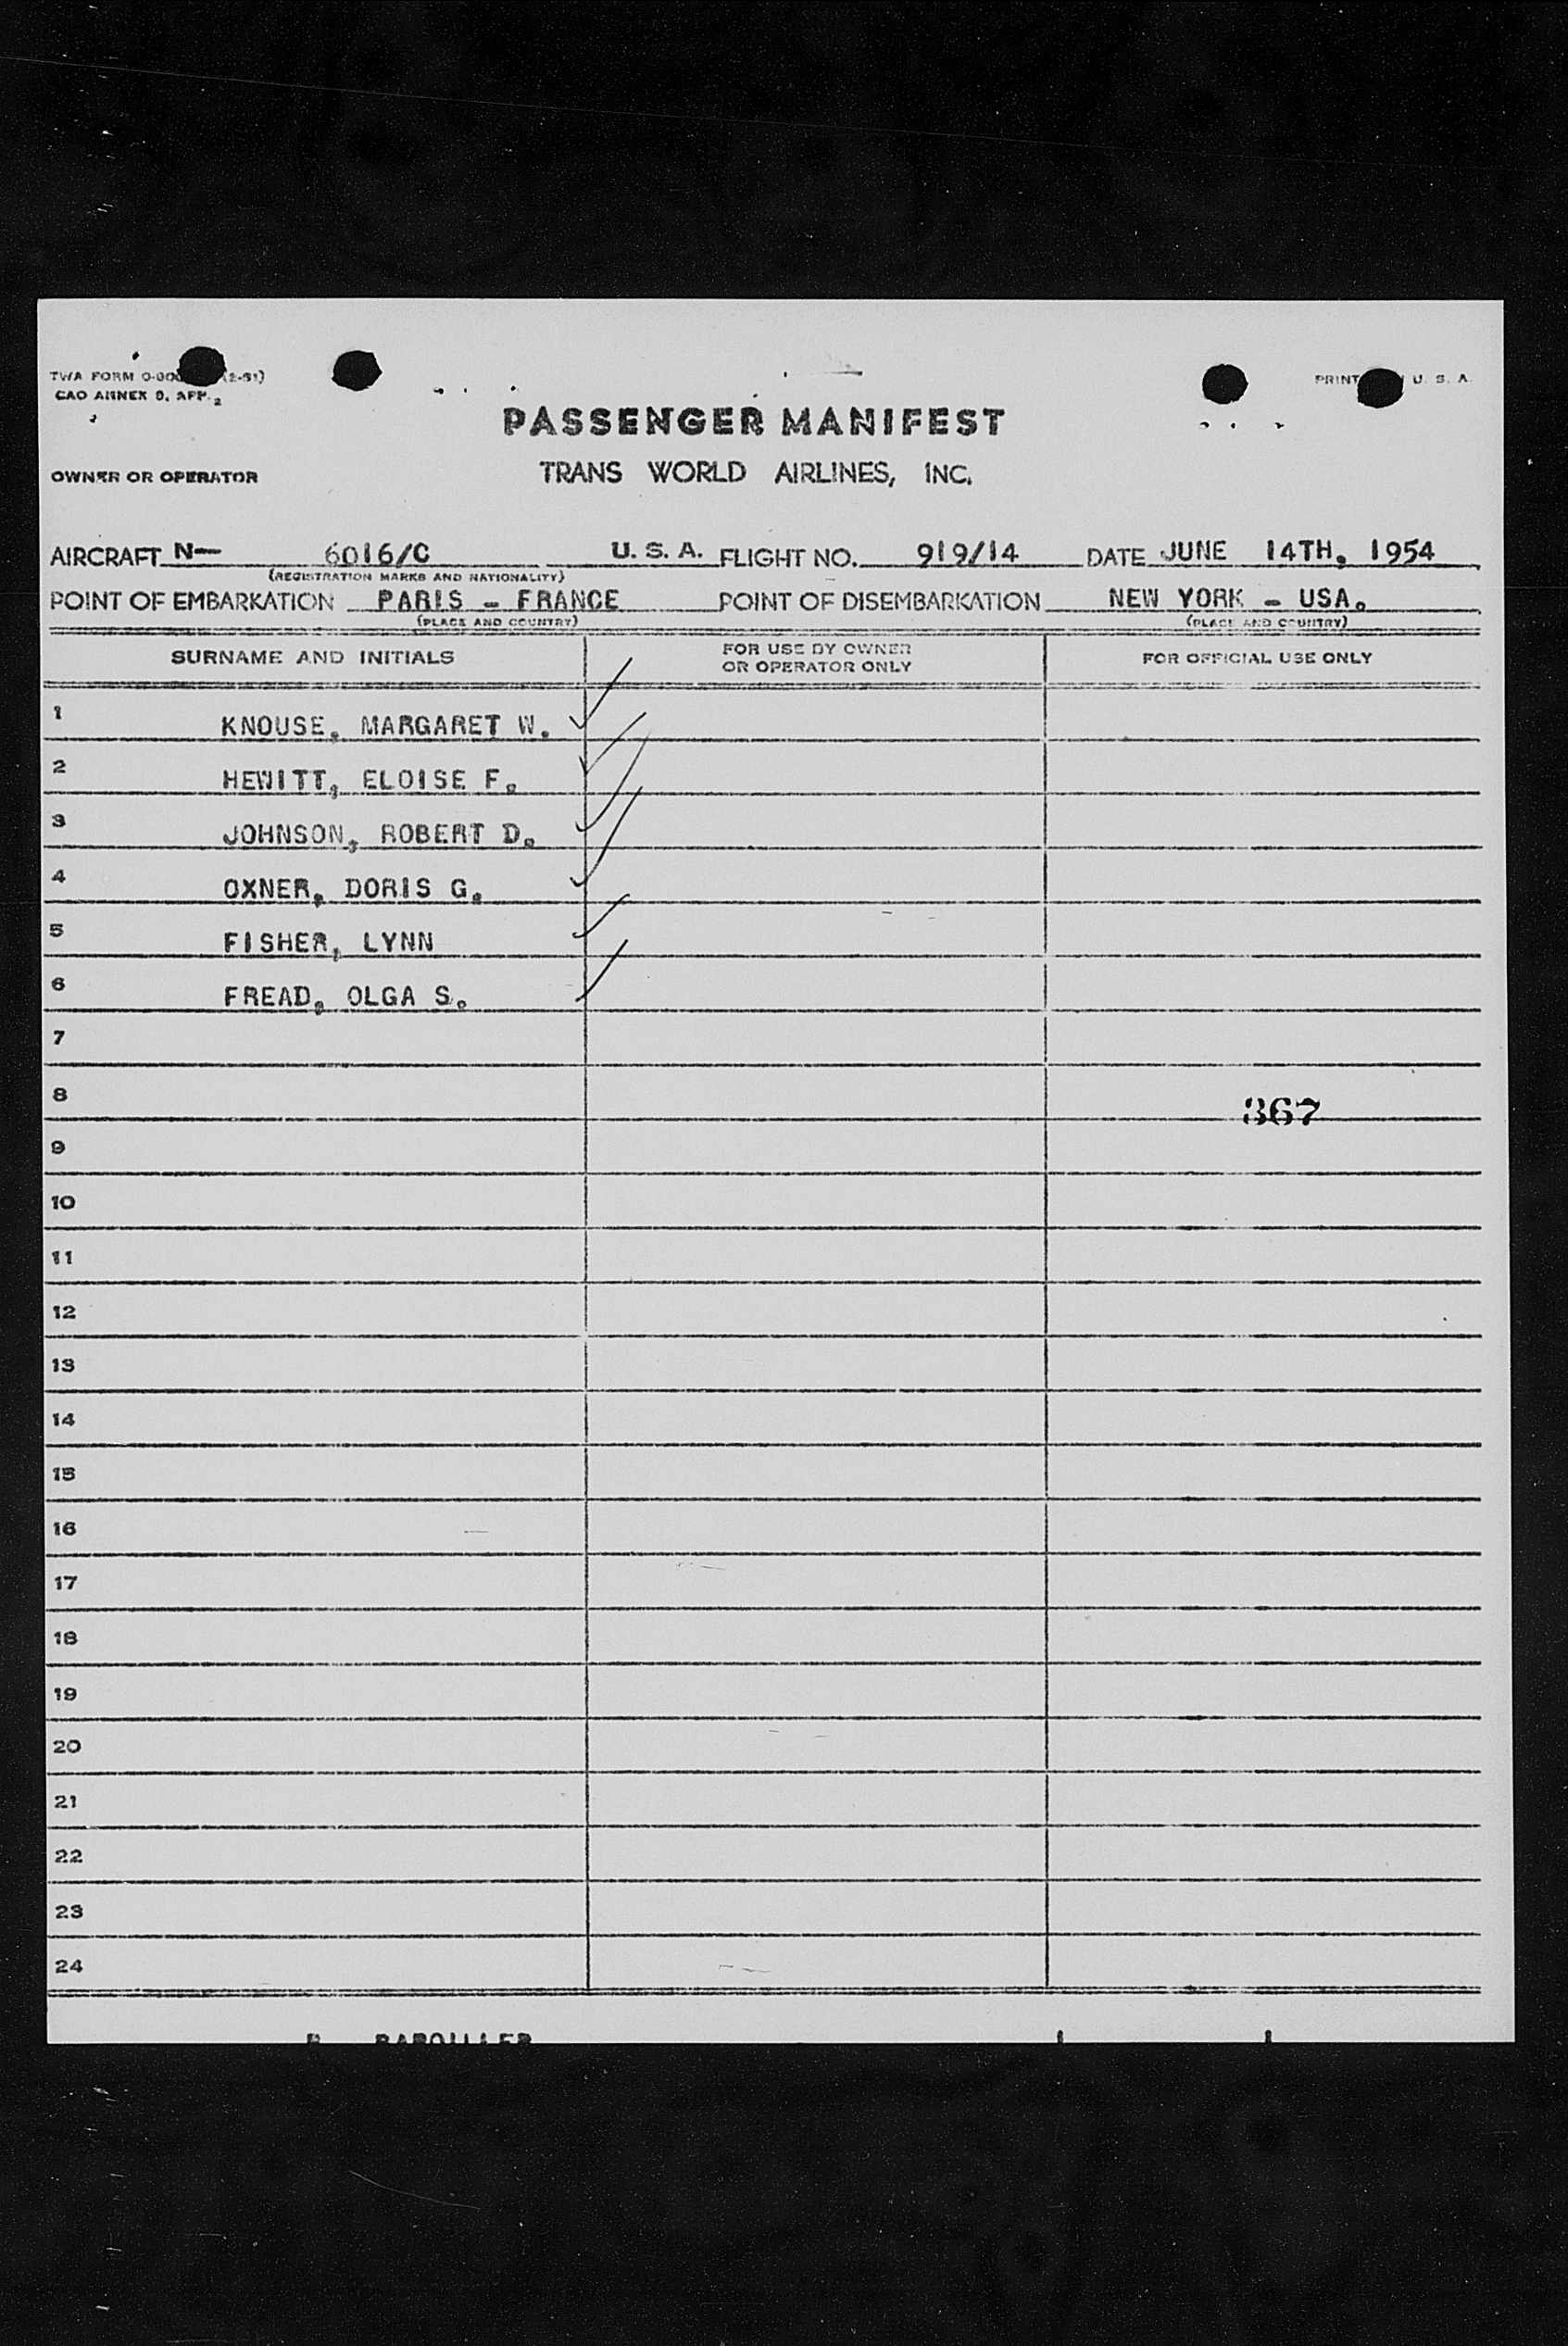 TWA FORM (2-51) PRINT U. S. A.
CAO ANNEX 9, APP. 2
PASSENGER MANIFEST
OWNER OR OPERATOR TRANS WORLD AIRLINES, INC.
AIRCRAFT N— 6016/C U. S. A. FLIGHT NO. 919/14 DATE JUNE 14TH, 1954
(REGISTRATION MARKS AND NATIONALITY)
POINT OF EMBARKATION PARIS - FRANCE POINT OF DISEMBARKATION NEW YORK - USA.
(PLACE AND COUNTRY) (PLACE AND COUNTRY)
SURNAME AND INITIALS FOR USE BY OWNER OR OPERATOR ONLY FOR OFFICIAL USE ONLY
1 KNOUSE, MARGARET W.
2 HEWITT, ELOISE F.
3 JOHNSON, ROBERT D.
4 OXNER, DORIS G.
5 FISHER, LYNN
6 FREAD, OLGA S.
7
8 367
9
10
11
12
13
14
15
16
17
18
19
20
21
22
23
24